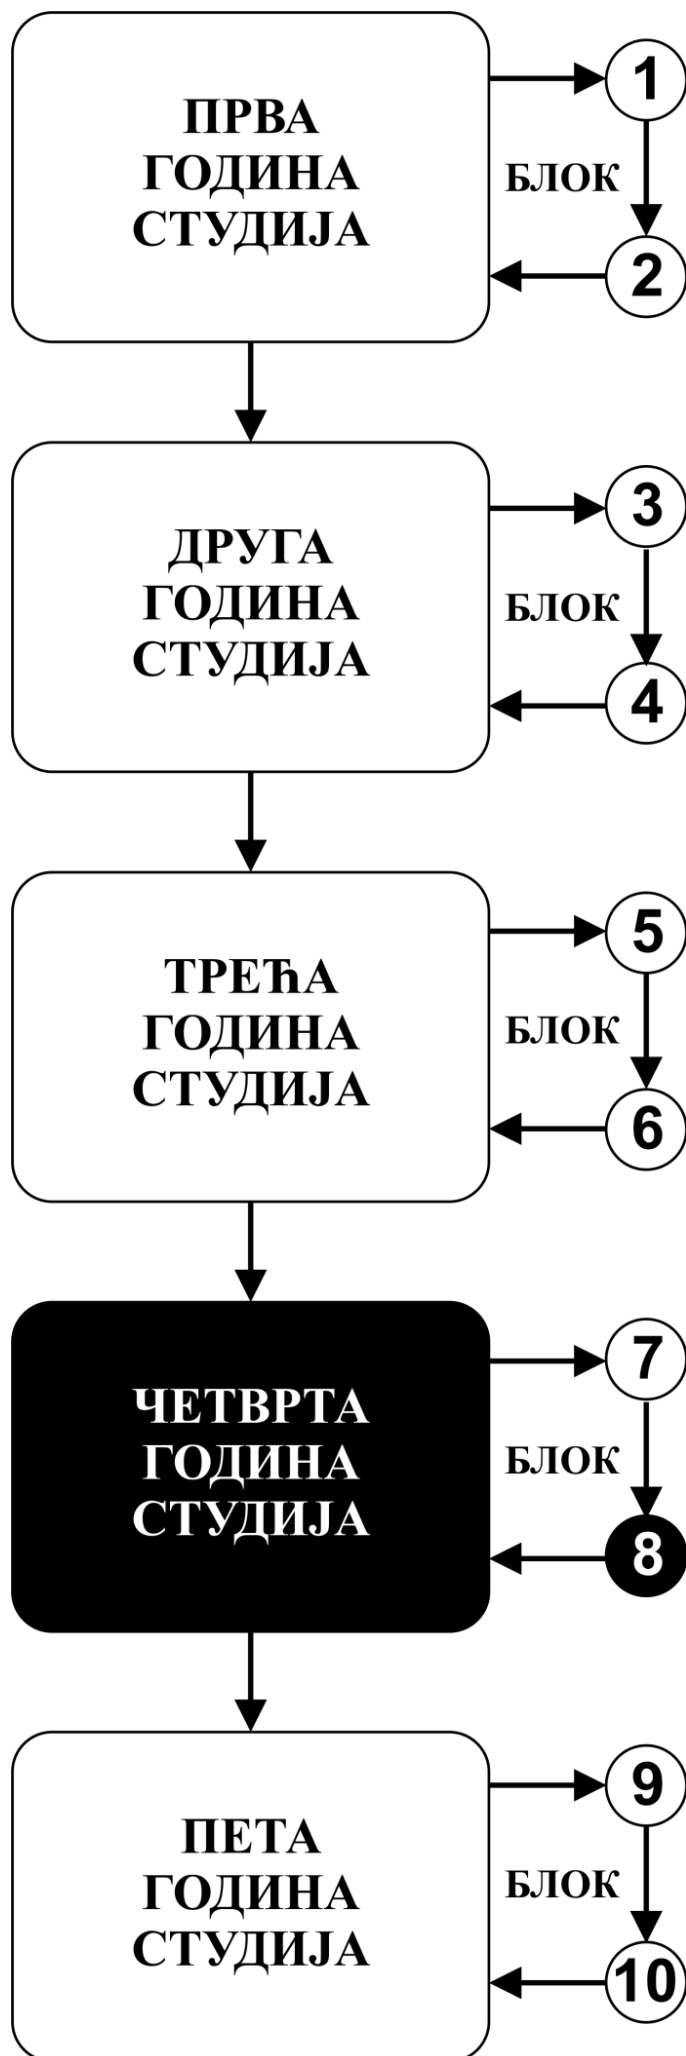 ПРВА
ГОДИНА
СТУДИЈА
1
БЛОК
2
ДРУГА
ГОДИНА
СТУДИЈА
3
БЛОК
4
ТРЕЋА
ГОДИНА
СТУДИЈА
5
БЛОК
6
ЧЕТВРТА
ГОДИНА
СТУДИЈА
7
БЛОК
8
ПЕТА
ГОДИНА
СТУДИЈА
9
БЛОК
10